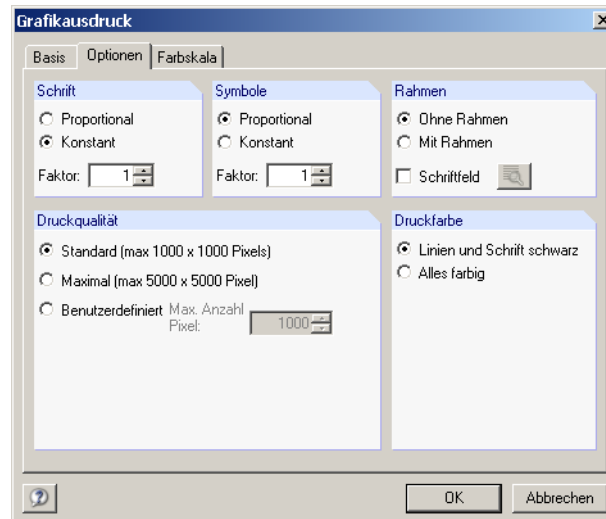 Grafikausdruck
Basis Optionen Farbskala
Schrift Symbole Rahmen
Proportional Proportional Ohne Rahmen
Konstant Konstant Mit Rahmen
Faktor: 1 Faktor: 1 Schriftfeld
Druckqualität Druckfarbe
Standard (max 1000 x 1000 Pixels) Linien und Schrift schwarz
Maximal (max 5000 x 5000 Pixel) Alles farbig
Benutzerdefiniert Max. Anzahl
Pixel: 1000
OK Abbrechen